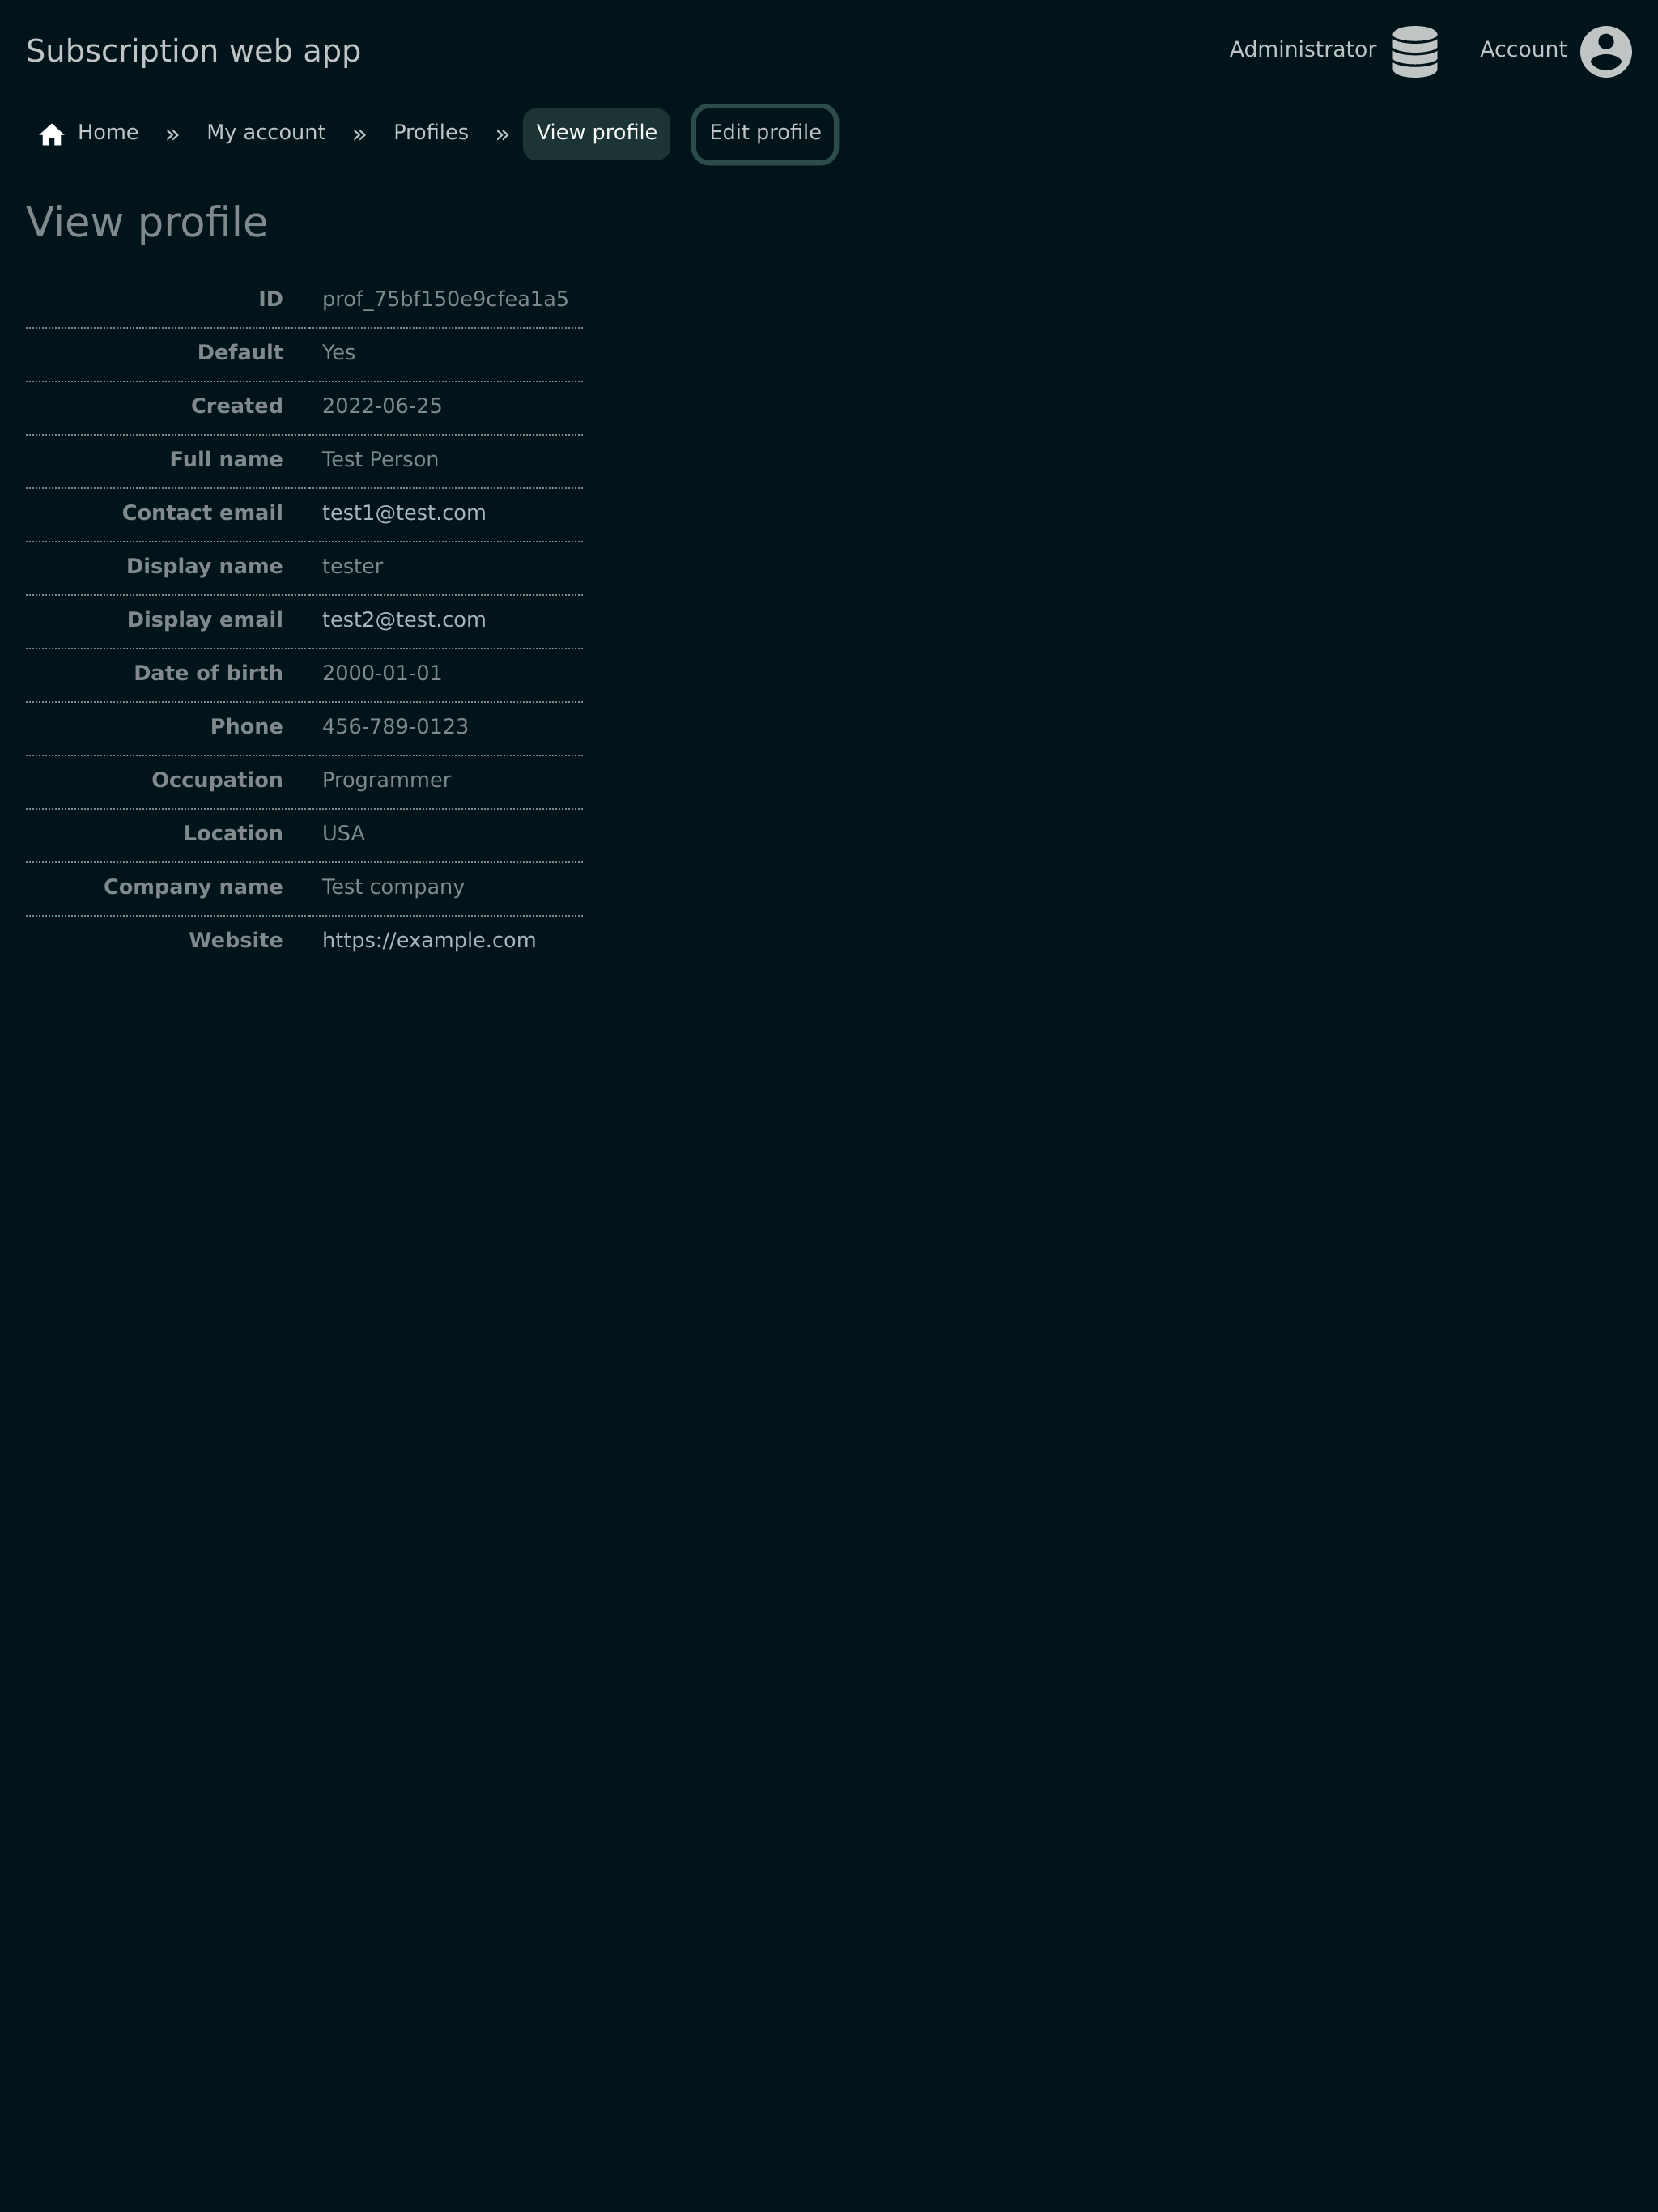 Subscription web app Administrator Account
Home » My account » Profiles » View profile Edit profile
View profile
ID prof_75bf150e9cfea1a5
Default Yes
Created 2022-06-25
Full name Test Person
Contact email test1@test.com
Display name tester
Display email test2@test.com
Date of birth 2000-01-01
Phone 456-789-0123
Occupation Programmer
Location USA
Company name Test company
Website https://example.com